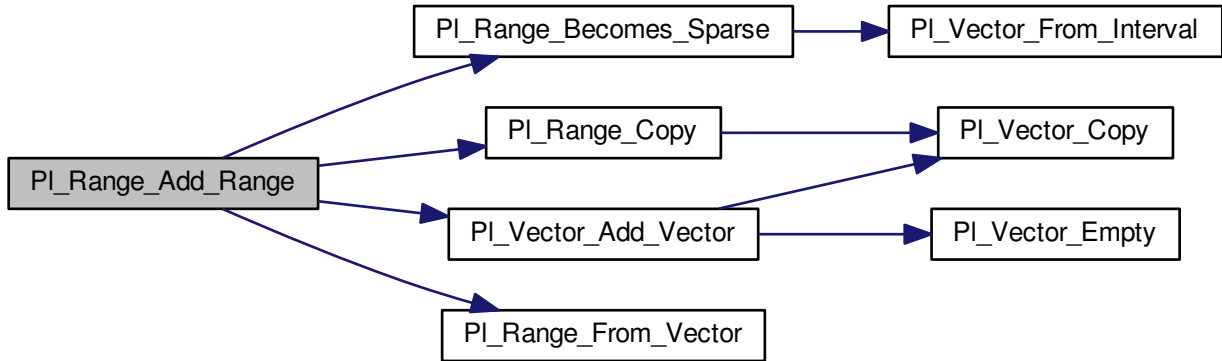 Pl_Range_Add_Range
Pl_Range_Becomes_Sparse
Pl_Vector_From_Interval
Pl_Range_Copy
Pl_Vector_Copy
Pl_Vector_Add_Vector
Pl_Vector_Empty
Pl_Range_From_Vector